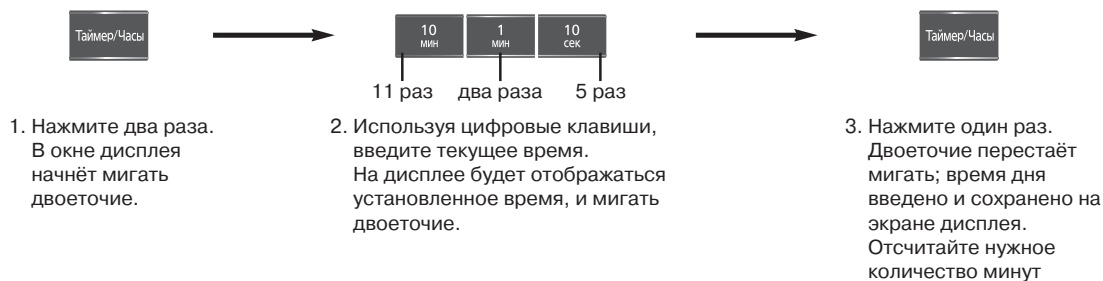 Таймер/Часы
10
мин
1
мин
10
сек
Таймер/Часы
11 раз
два раза
5 раз
1. Нажмите два раза.
В окне дисплея
начнёт мигать
двоеточие.
2. Используя цифровые клавиши,
введите текущее время.
На дисплее будет отображаться
установленное время, и мигать
двоеточие.
3. Нажмите один раз.
Двоеточие перестаёт
мигать; время дня
введено и сохранено на
экране дисплея.
Отсчитайте нужное
количество минут